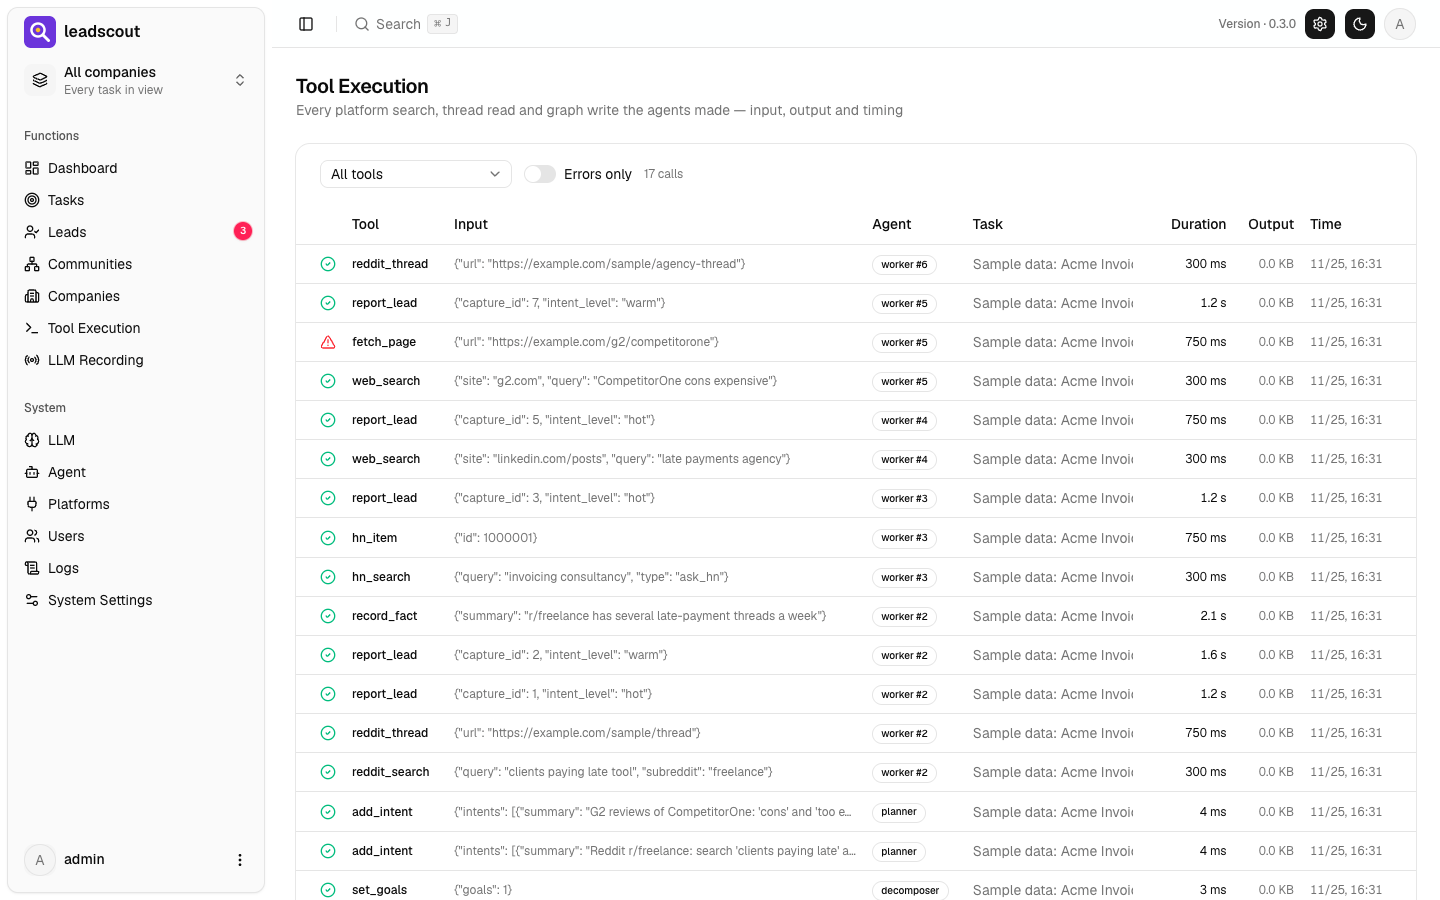 leadscout
All companies
Every task in view
Functions
Dashboard
Tasks
Leads 3
Communities
Companies
Tool Execution
LLM Recording
System
LLM
Agent
Platforms
Users
Logs
System Settings
A admin
Search ⌘ J
Version · 0.3.0 A
Tool Execution
Every platform search, thread read and graph write the agents made — input, output and timing
All tools Errors only 17 calls
Tool Input Agent Task Duration Output Time
reddit_thread {"url": "https://example.com/sample/agency-thread"} worker #6 Sample data: Acme Invoi 300 ms 0.0 KB 11/25, 16:31
report_lead {"capture_id": 7, "intent_level": "warm"} worker #5 Sample data: Acme Invoi 1.2 s 0.0 KB 11/25, 16:31
fetch_page {"url": "https://example.com/g2/competitorone"} worker #5 Sample data: Acme Invoi 750 ms 0.0 KB 11/25, 16:31
web_search {"site": "g2.com", "query": "CompetitorOne cons expensive"} worker #5 Sample data: Acme Invoi 300 ms 0.0 KB 11/25, 16:31
report_lead {"capture_id": 5, "intent_level": "hot"} worker #4 Sample data: Acme Invoi 750 ms 0.0 KB 11/25, 16:31
web_search {"site": "linkedin.com/posts", "query": "late payments agency"} worker #4 Sample data: Acme Invoi 300 ms 0.0 KB 11/25, 16:31
report_lead {"capture_id": 3, "intent_level": "hot"} worker #3 Sample data: Acme Invoi 1.2 s 0.0 KB 11/25, 16:31
hn_item {"id": 1000001} worker #3 Sample data: Acme Invoi 750 ms 0.0 KB 11/25, 16:31
hn_search {"query": "invoicing consultancy", "type": "ask_hn"} worker #3 Sample data: Acme Invoi 300 ms 0.0 KB 11/25, 16:31
record_fact {"summary": "r/freelance has several late-payment threads a week"} worker #2 Sample data: Acme Invoi 2.1 s 0.0 KB 11/25, 16:31
report_lead {"capture_id": 2, "intent_level": "warm"} worker #2 Sample data: Acme Invoi 1.6 s 0.0 KB 11/25, 16:31
report_lead {"capture_id": 1, "intent_level": "hot"} worker #2 Sample data: Acme Invoi 1.2 s 0.0 KB 11/25, 16:31
reddit_thread {"url": "https://example.com/sample/thread"} worker #2 Sample data: Acme Invoi 750 ms 0.0 KB 11/25, 16:31
reddit_search {"query": "clients paying late tool", "subreddit": "freelance"} worker #2 Sample data: Acme Invoi 300 ms 0.0 KB 11/25, 16:31
add_intent {"intents": [{"summary": "G2 reviews of CompetitorOne: 'cons' and 'too e… planner Sample data: Acme Invoi 4 ms 0.0 KB 11/25, 16:31
add_intent {"intents": [{"summary": "Reddit r/freelance: search 'clients paying late' a… planner Sample data: Acme Invoi 4 ms 0.0 KB 11/25, 16:31
set_goals {"goals": 1} decomposer Sample data: Acme Invoi 3 ms 0.0 KB 11/25, 16:31